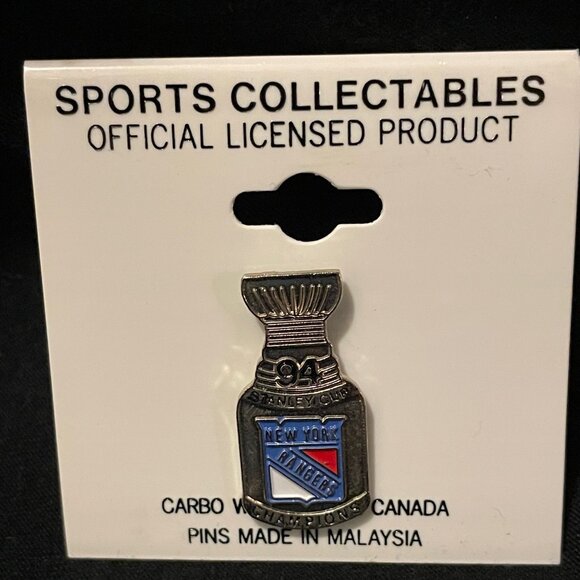 SPORTS COLLECTABLES
OFFICIAL LICENSED PRODUCT
94
STANLEY CUP
NEW YORK
RANGERS
CHAMPIONS
CARBO CANADA
PINS MADE IN MALAYSIA